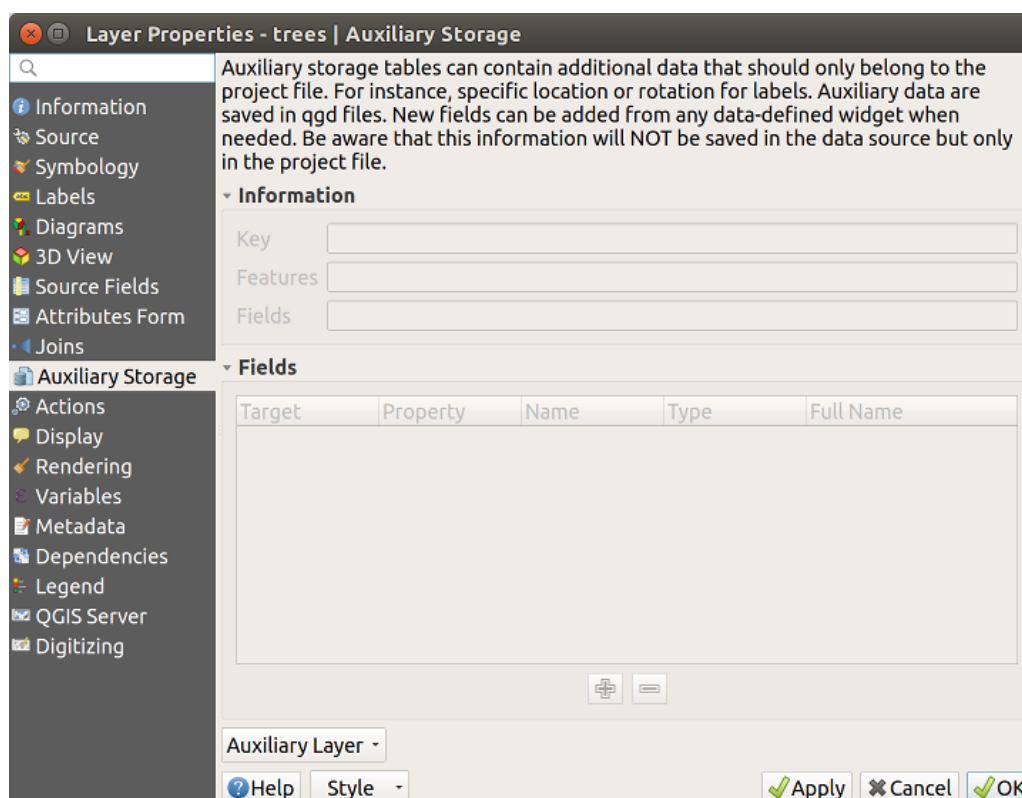 Layer Properties - trees | Auxiliary Storage
Information
Source
Symbology
Labels
Diagrams
3D View
Source Fields
Attributes Form
Joins
Auxiliary Storage
Actions
Display
Rendering
Variables
Metadata
Dependencies
Legend
QGIS Server
Digitizing
Auxiliary storage tables can contain additional data that should only belong to the
project file. For instance, specific location or rotation for labels. Auxiliary data are
saved in qgd files. New fields can be added from any data-defined widget when
needed. Be aware that this information will NOT be saved in the data source but only
in the project file.
Information
Key
Features
Fields
Fields
Target Property Name Type Full Name
Auxiliary Layer
Help Style Apply Cancel OK